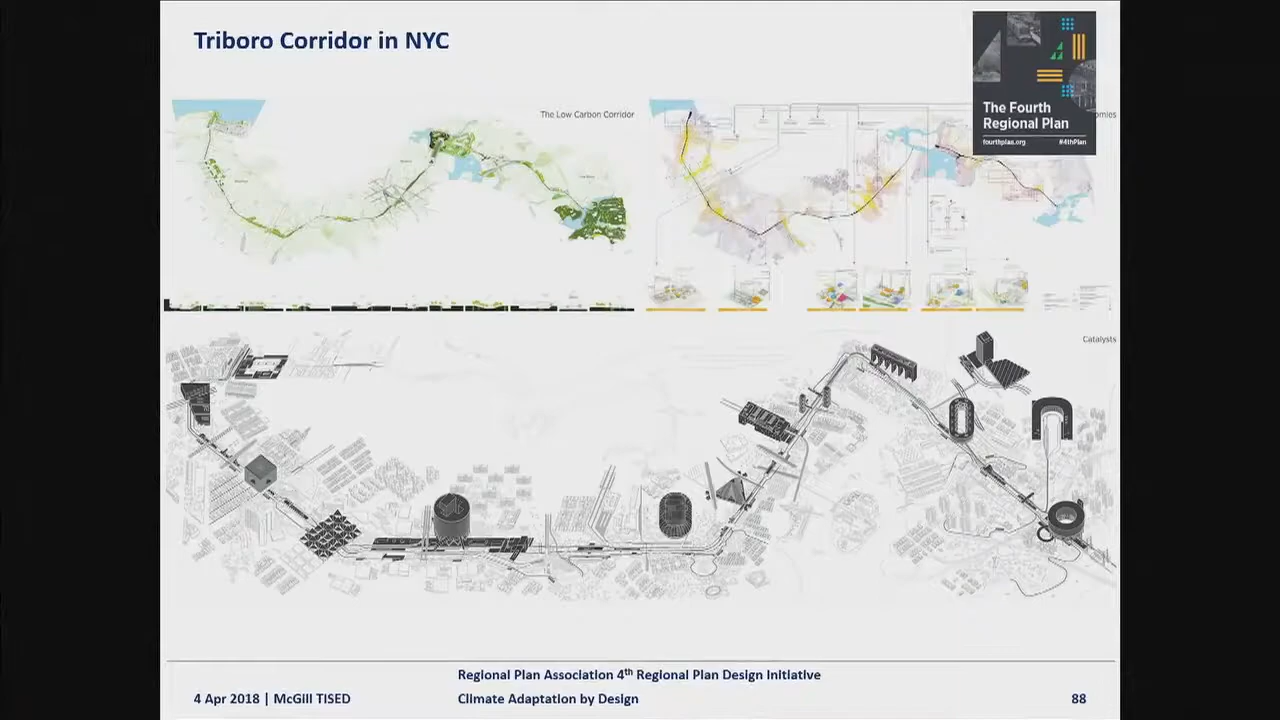 Triboro Corridor in NYC
The Fourth
Regional Plan
fourthplan.org #4thPlan
The Low Carbon Corridor
omies
Catalysts
Regional Plan Association 4th Regional Plan Design Initiative
4 Apr 2018 | McGill TISED
Climate Adaptation by Design
88